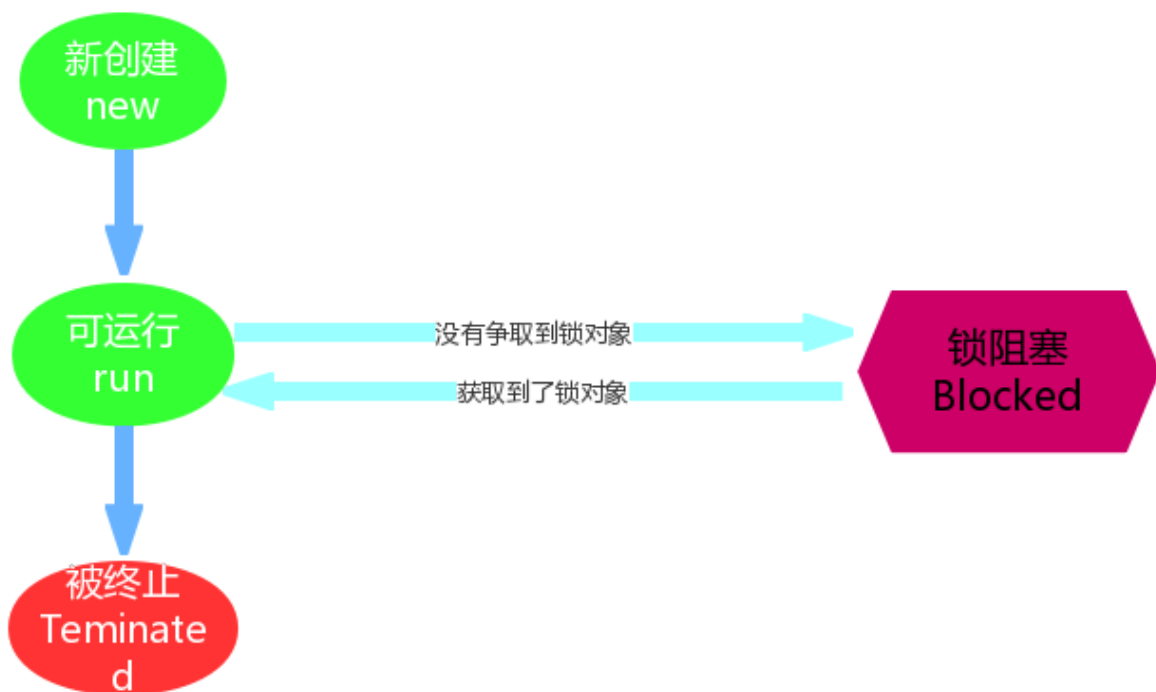 新创建
new
可运行
run
没有争取到锁对象
获取到了锁对象
锁阻塞
Blocked
被终止
Teminate
d